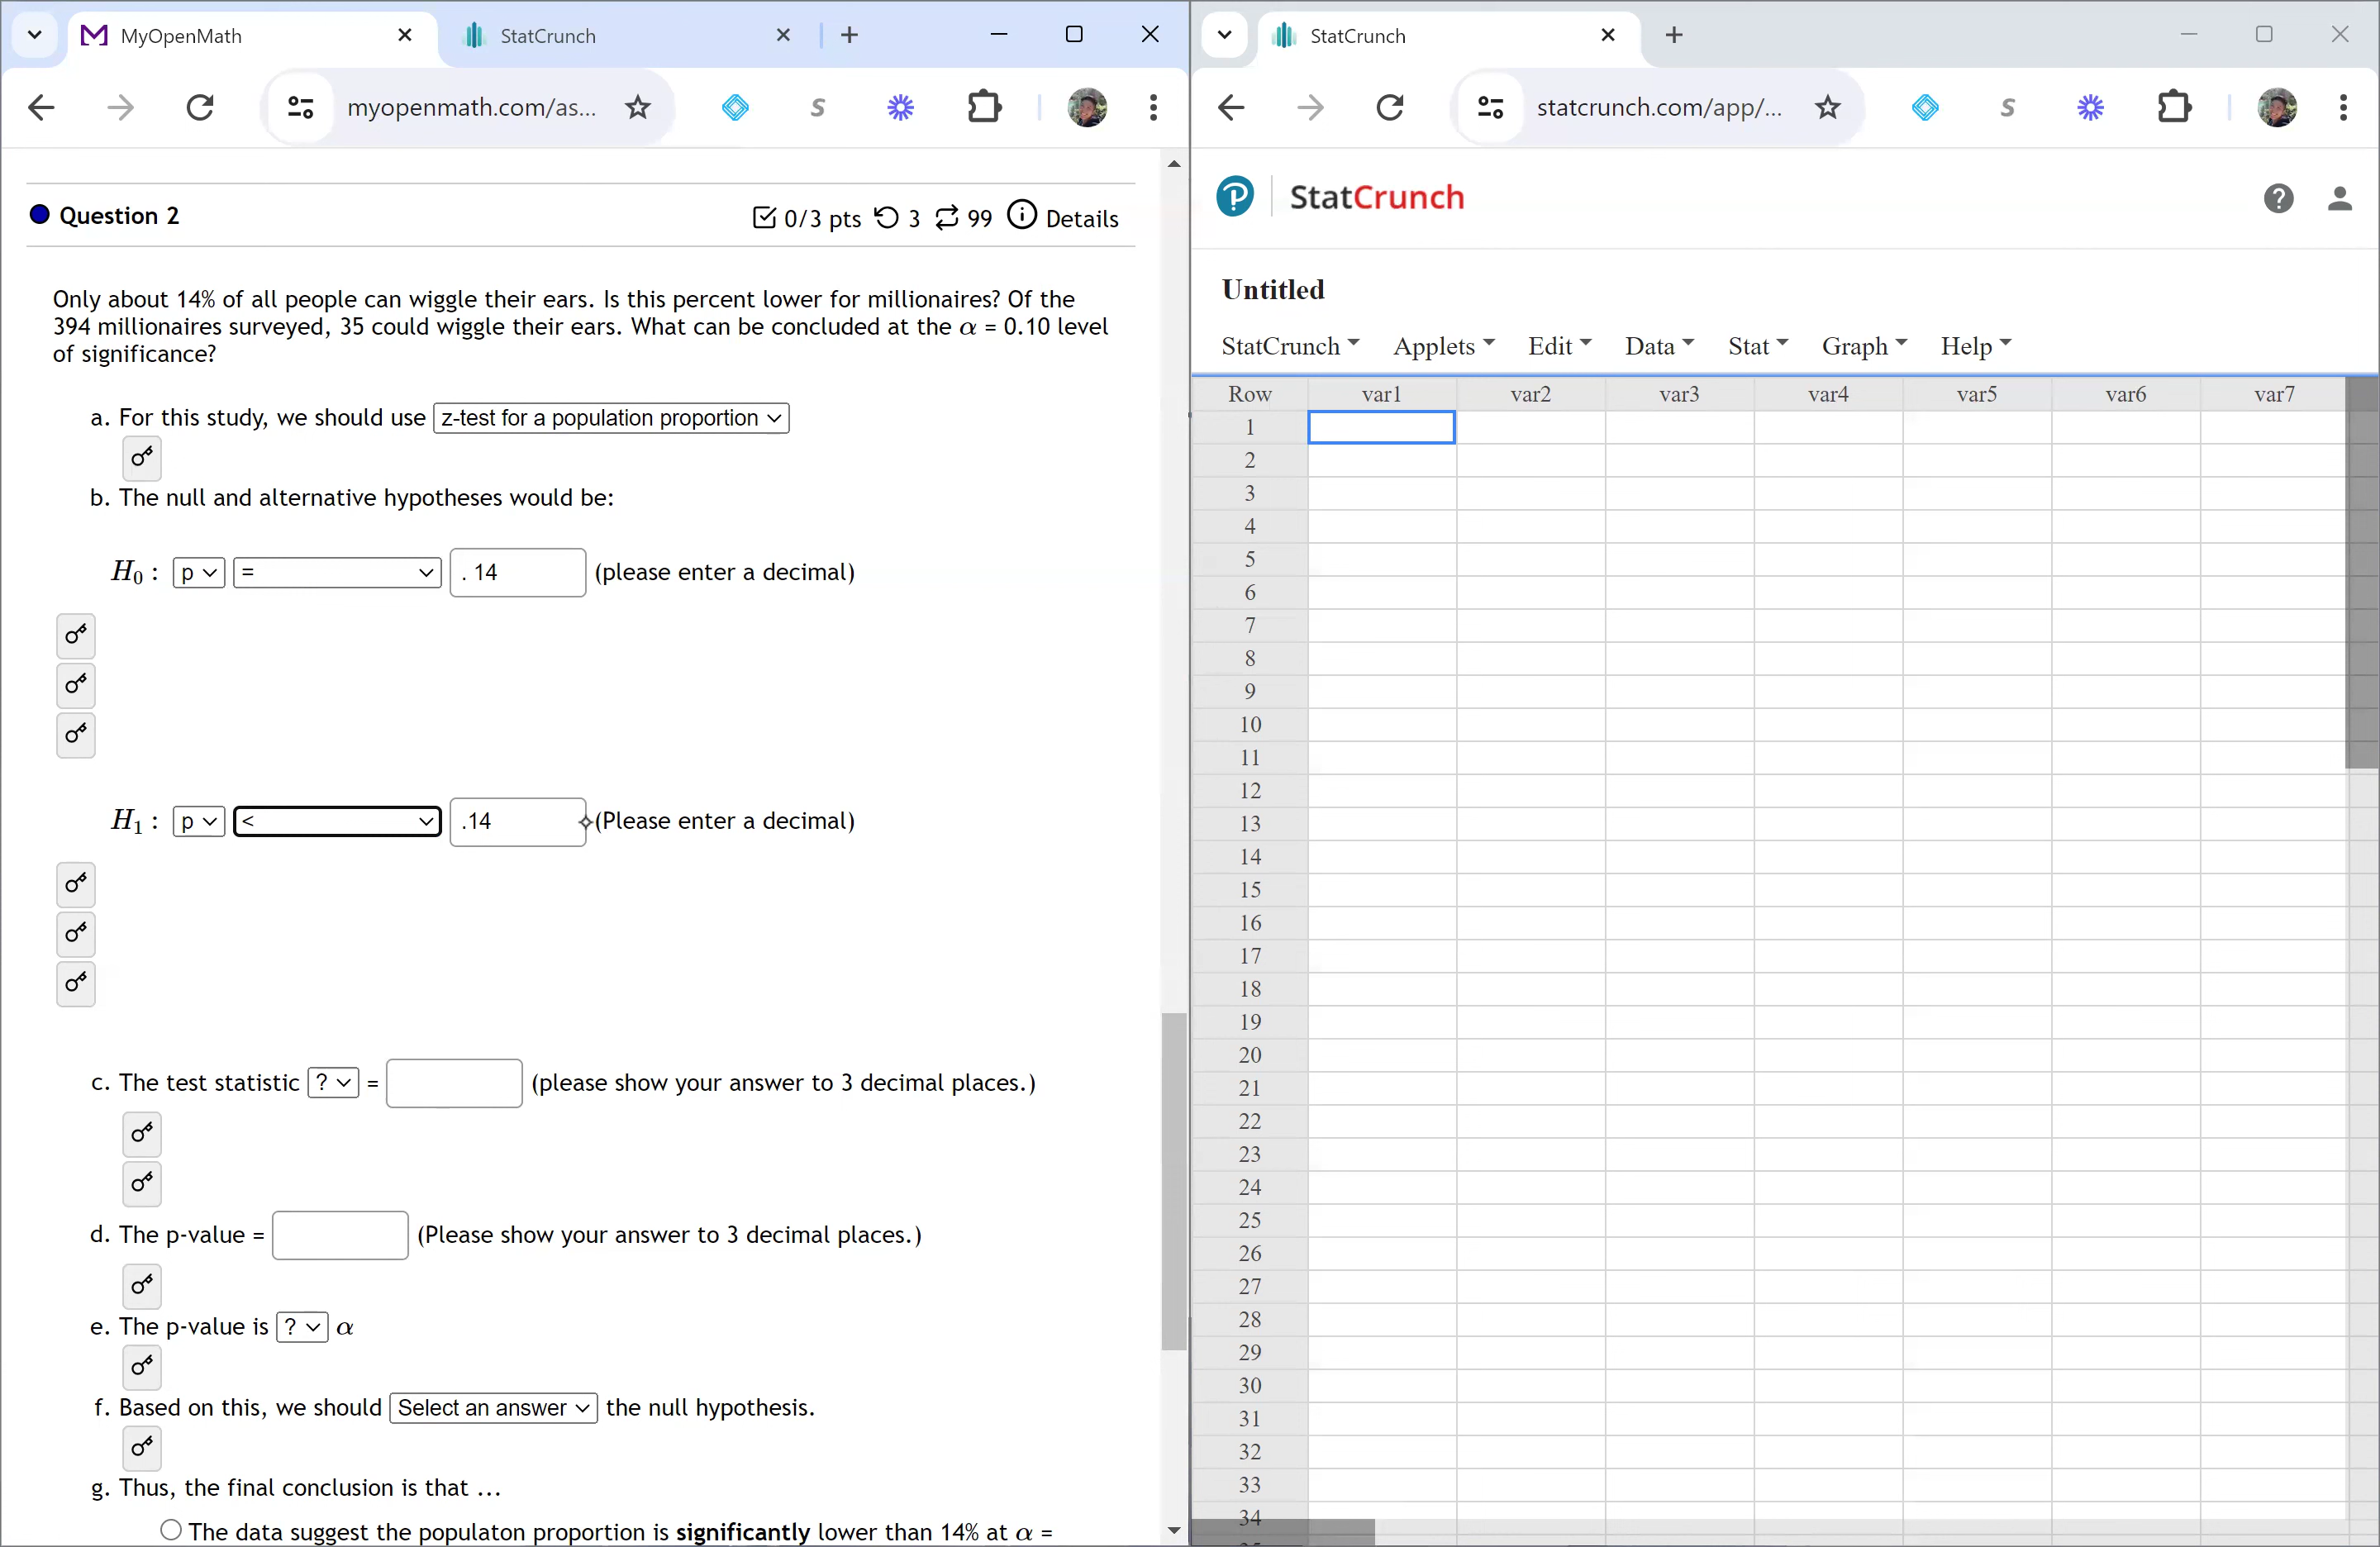 MyOpenMath
StatCrunch
StatCrunch
myopenmath.com/as...
S
statcrunch.com/app/...
S
StatCrunch
Question 2
0/3 pts 3 99 Details
Untitled
StatCrunch Applets Edit Data Stat Graph Help
Only about 14% of all people can wiggle their ears. Is this percent lower for millionaires? Of the
394 millionaires surveyed, 35 could wiggle their ears. What can be concluded at the α = 0.10 level
of significance?
a. For this study, we should use z-test for a population proportion
b. The null and alternative hypotheses would be:
H0 : p = . 14 (please enter a decimal)
H1 : p < .14 (Please enter a decimal)
c. The test statistic ? = (please show your answer to 3 decimal places.)
d. The p-value = (Please show your answer to 3 decimal places.)
e. The p-value is ? α
f. Based on this, we should Select an answer the null hypothesis.
g. Thus, the final conclusion is that ...
The data suggest the populaton proportion is significantly lower than 14% at α =
Row var1 var2 var3 var4 var5 var6 var7
1
2
3
4
5
6
7
8
9
10
11
12
13
14
15
16
17
18
19
20
21
22
23
24
25
26
27
28
29
30
31
32
33
34